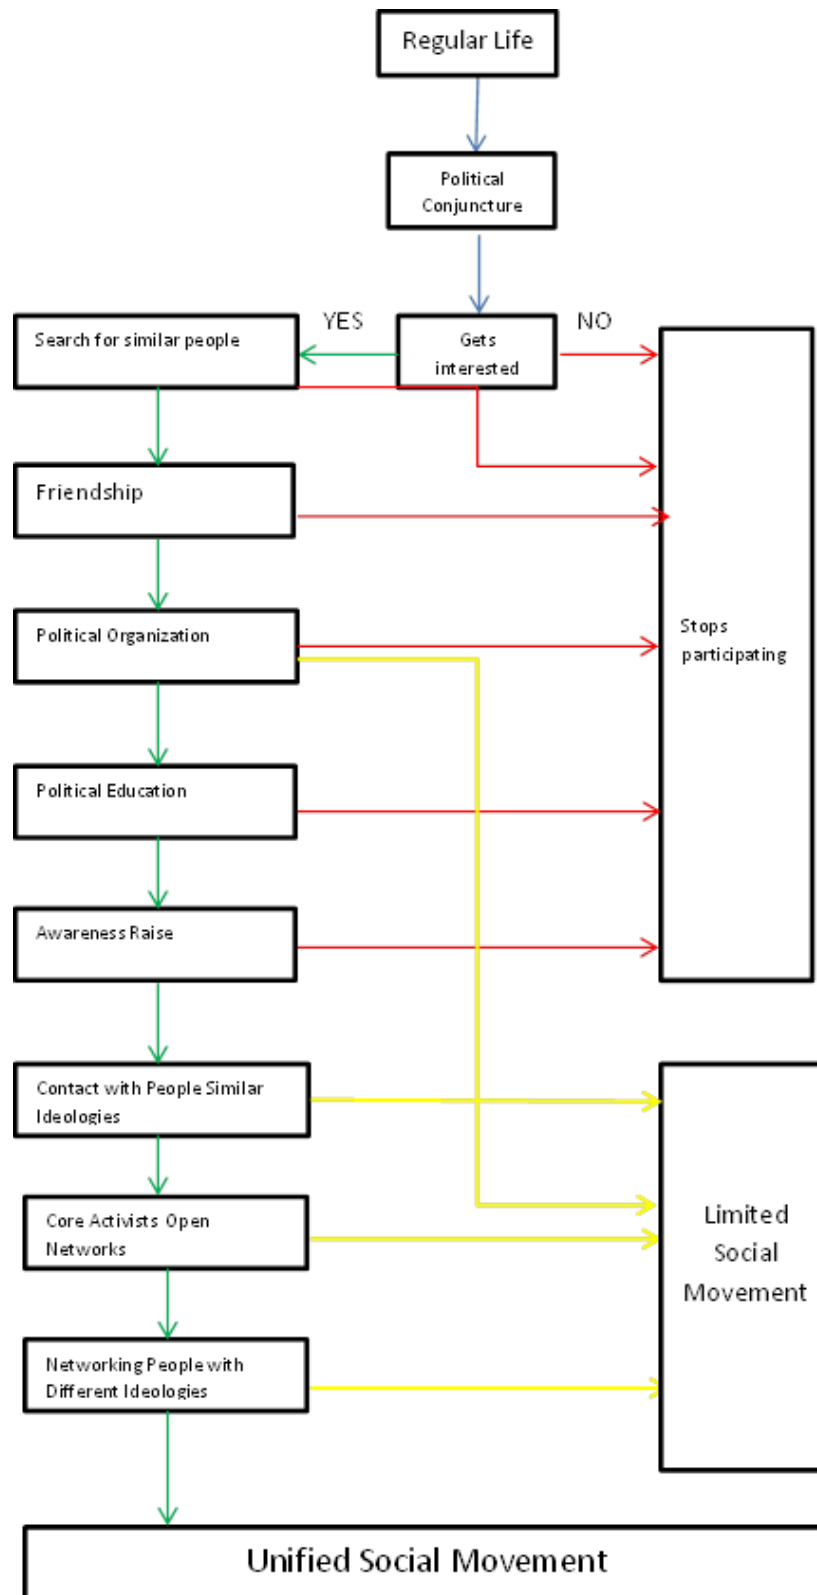 Regular Life
Political
Conjuncture
YES
NO
Search for similar people
Gets
interested
Friendship
Political Organization
Stops
participating
Political Education
Awareness Raise
Contact with People Similar
Ideologies
Core Activists Open
Networks
Limited
Social
Movement
Networking People with
Different Ideologies
Unified Social Movement